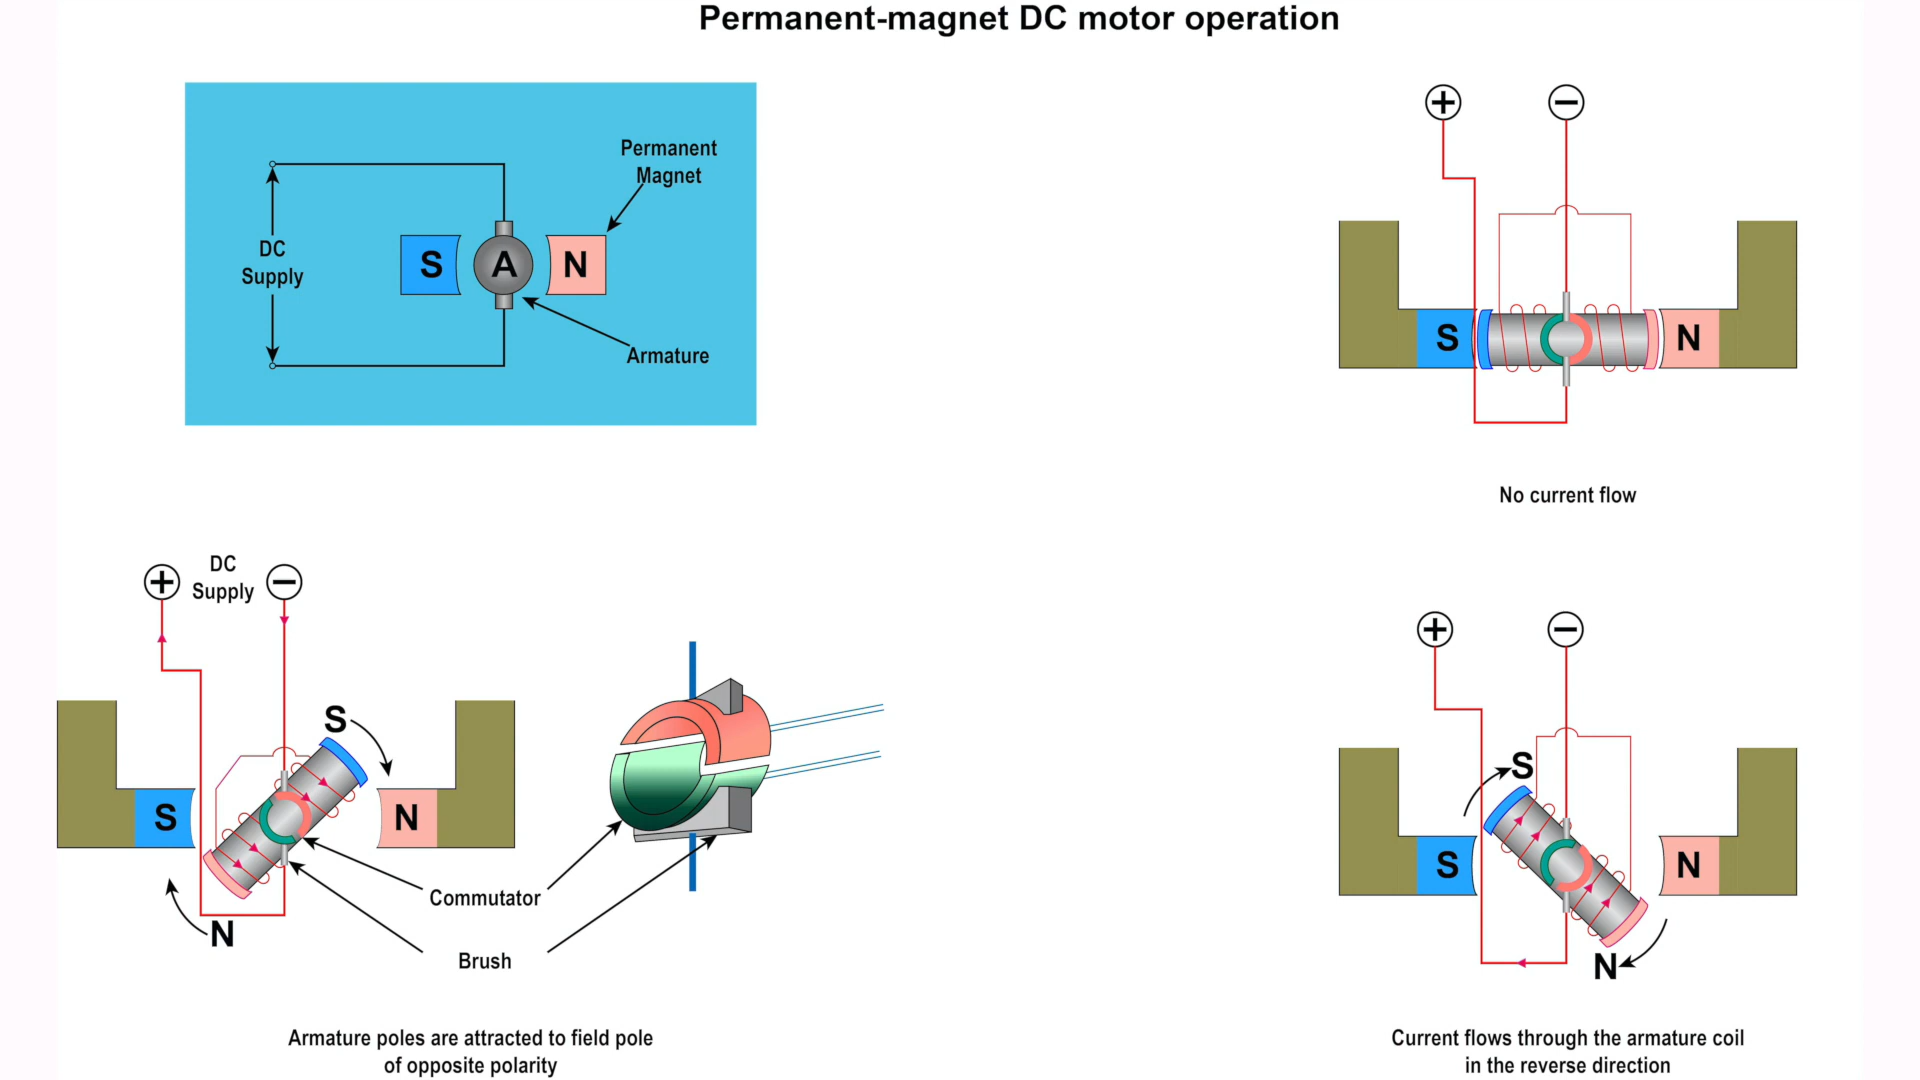 Permanent-magnet DC motor operation
Permanent
Magnet
DC
Supply
S
A
N
Armature
+
−
S
N
No current flow
DC
Supply
+
−
S
S
N
N
Commutator
Brush
Armature poles are attracted to field pole
of opposite polarity
+
−
S
S
N
N
Current flows through the armature coil
in the reverse direction